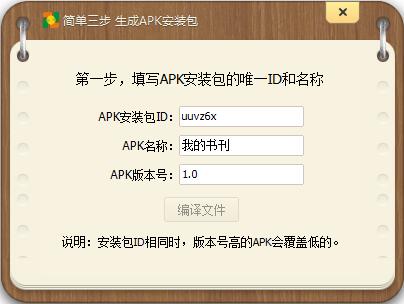 简单三步 生成APK安装包
第一步，填写APK安装包的唯一ID和名称
APK安装包ID: uuvz6x
APK名称: 我的书刊
APK版本号: 1.0
编译文件
说明：安装包ID相同时，版本号高的APK会覆盖低的。